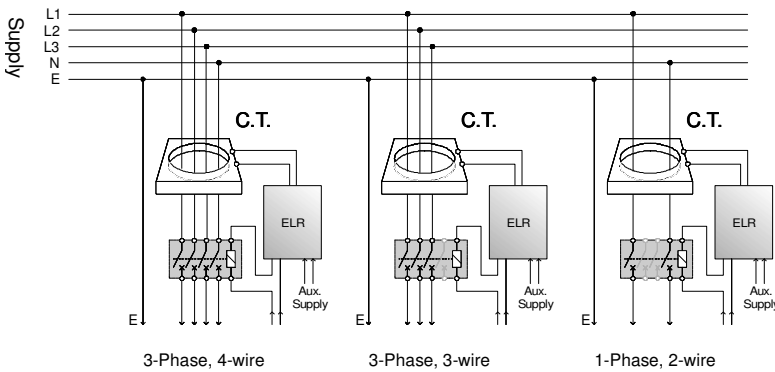 Supply
L1
L2
L3
N
E
C.T.
C.T.
C.T.
ELR
ELR
ELR
Aux.
Supply
Aux.
Supply
Aux.
Supply
E
E
E
3-Phase, 4-wire
3-Phase, 3-wire
1-Phase, 2-wire